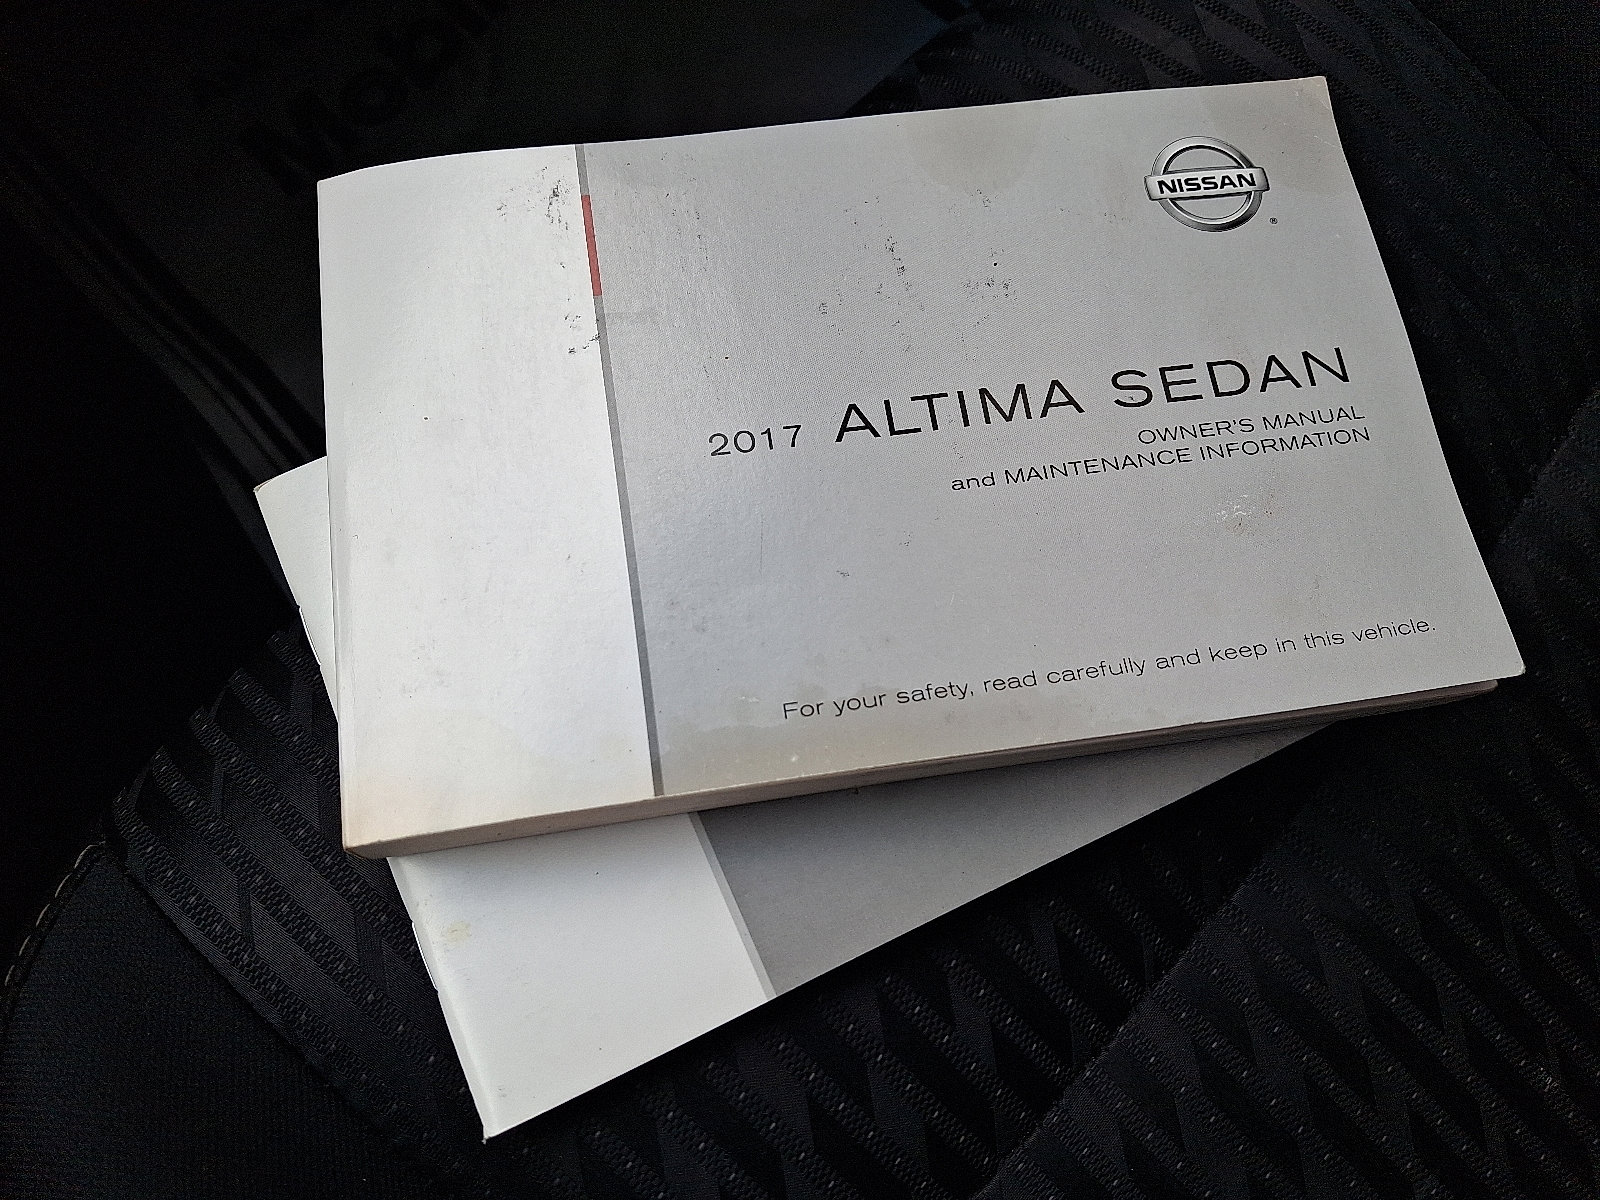 NISSAN
®
2017 ALTIMA SEDAN
OWNER'S MANUAL
and MAINTENANCE INFORMATION
For your safety, read carefully and keep in this vehicle.